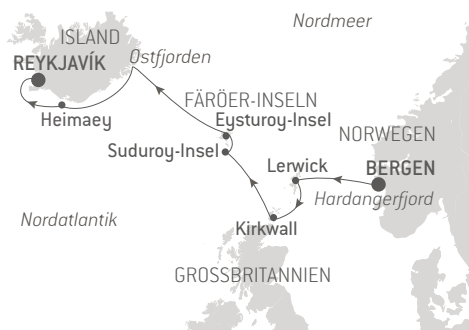 Nordmeer
ISLAND
REYKJAVÍK
Ostfjorden
Heimaey
FÄRÖER-INSELN
Eysturoy-Insel
Suduroy-Insel
NORWEGEN
Lerwick
BERGEN
Hardangerfjord
Nordatlantik
Kirkwall
GROSSBRITANNIEN